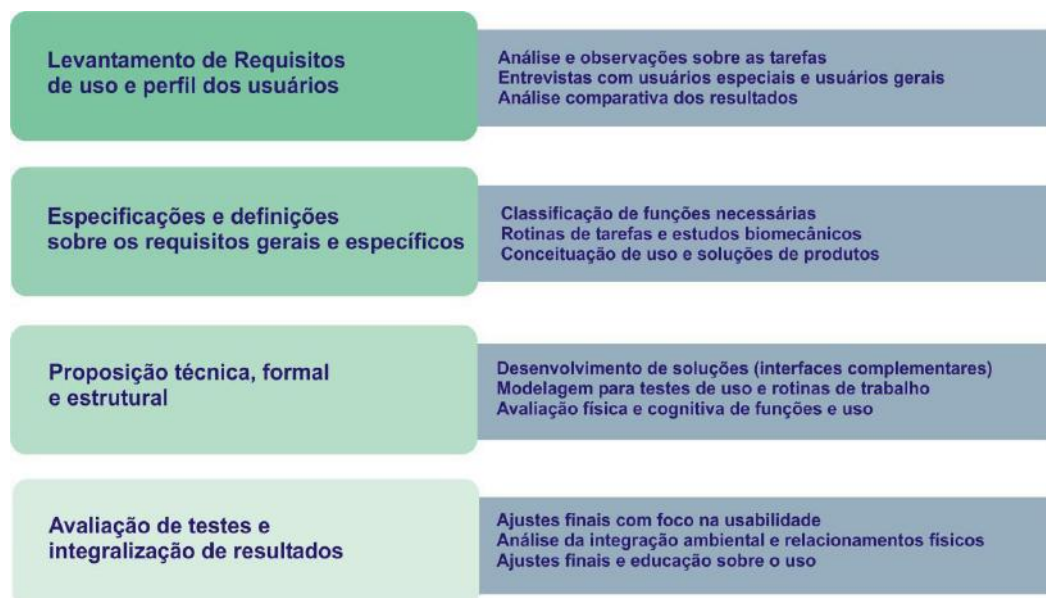 Levantamento de Requisitos
de uso e perfil dos usuários
Análise e observações sobre as tarefas
Entrevistas com usuários especiais e usuários gerais
Análise comparativa dos resultados
Especificações e definições
sobre os requisitos gerais e específicos
Classificação de funções necessárias
Rotinas de tarefas e estudos biomecânicos
Conceituação de uso e soluções de produtos
Proposição técnica, formal
e estrutural
Desenvolvimento de soluções (interfaces complementares)
Modelagem para testes de uso e rotinas de trabalho
Avaliação física e cognitiva de funções e uso
Avaliação de testes e
integralização de resultados
Ajustes finais com foco na usabilidade
Análise da integração ambiental e relacionamentos físicos
Ajustes finais e educação sobre o uso